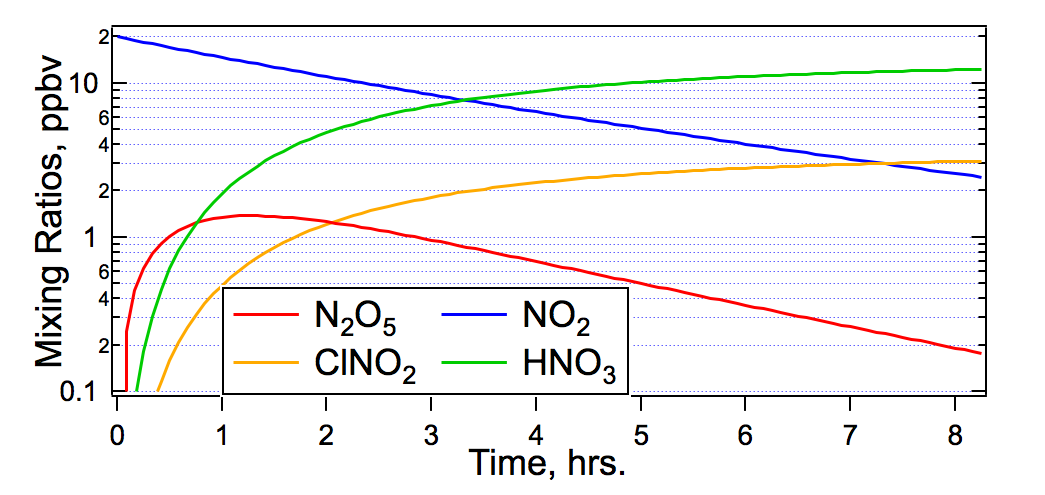 Mixing Ratios, ppbv
2
10
6
4
2
1
6
4
2
0.1
N₂O₅ NO₂
ClNO₂ HNO₃
0 1 2 3 4 5 6 7 8
Time, hrs.